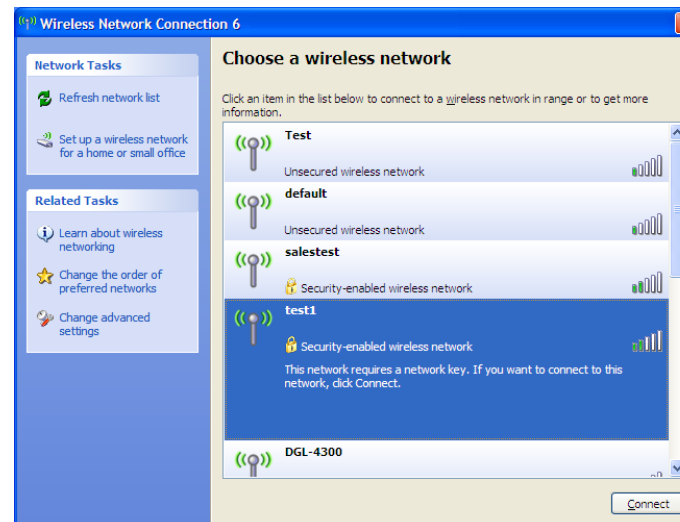 Wireless Network Connection 6
Network Tasks
Refresh network list
Set up a wireless network
for a home or small office
Related Tasks
Learn about wireless
networking
Change the order of
preferred networks
Change advanced
settings
Choose a wireless network
Click an item in the list below to connect to a wireless network in range or to get more
information.
Test
Unsecured wireless network
default
Unsecured wireless network
salestest
Security-enabled wireless network
test1
Security-enabled wireless network
This network requires a network key. If you want to connect to this
network, click Connect.
DGL-4300
Connect